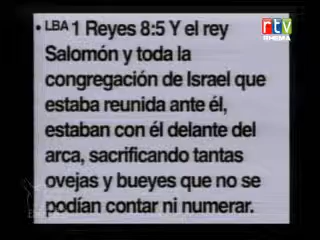 • LBA 1 Reyes 8:5 Y el rey
Salomón y toda la
congregación de Israel que
estaba reunida ante él,
estaban con él delante del
arca, sacrificando tantas
ovejas y bueyes que no se
podían contar ni numerar.
rtv
RHEMA